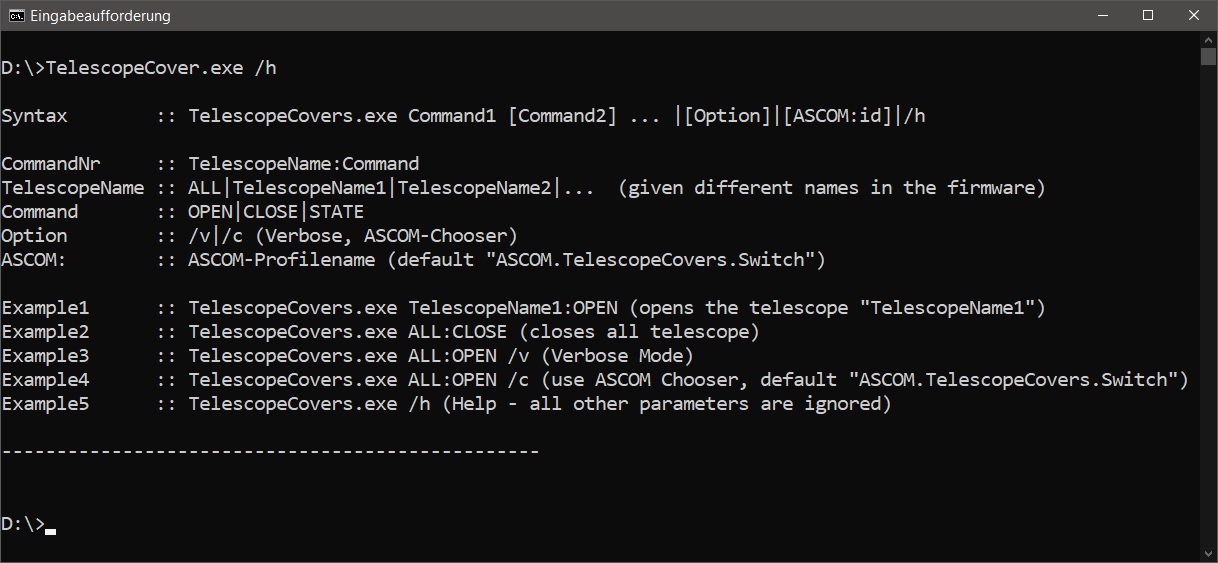 Eingabeaufforderung
D:\>TelescopeCover.exe /h
Syntax        :: TelescopeCovers.exe Command1 [Command2] ... |[Option]|[ASCOM:id]|/h
CommandNr     :: TelescopeName:Command
TelescopeName :: ALL|TelescopeName1|TelescopeName2|...  (given different names in the firmware)
Command       :: OPEN|CLOSE|STATE
Option        :: /v|/c (Verbose, ASCOM-Chooser)
ASCOM:        :: ASCOM-Profilename (default "ASCOM.TelescopeCovers.Switch")
Example1      :: TelescopeCovers.exe TelescopeName1:OPEN (opens the telescope "TelescopeName1")
Example2      :: TelescopeCovers.exe ALL:CLOSE (closes all telescope)
Example3      :: TelescopeCovers.exe ALL:OPEN /v (Verbose Mode)
Example4      :: TelescopeCovers.exe ALL:OPEN /c (use ASCOM Chooser, default "ASCOM.TelescopeCovers.Switch")
Example5      :: TelescopeCovers.exe /h (Help - all other parameters are ignored)
-------------------------------------------------
D:\>